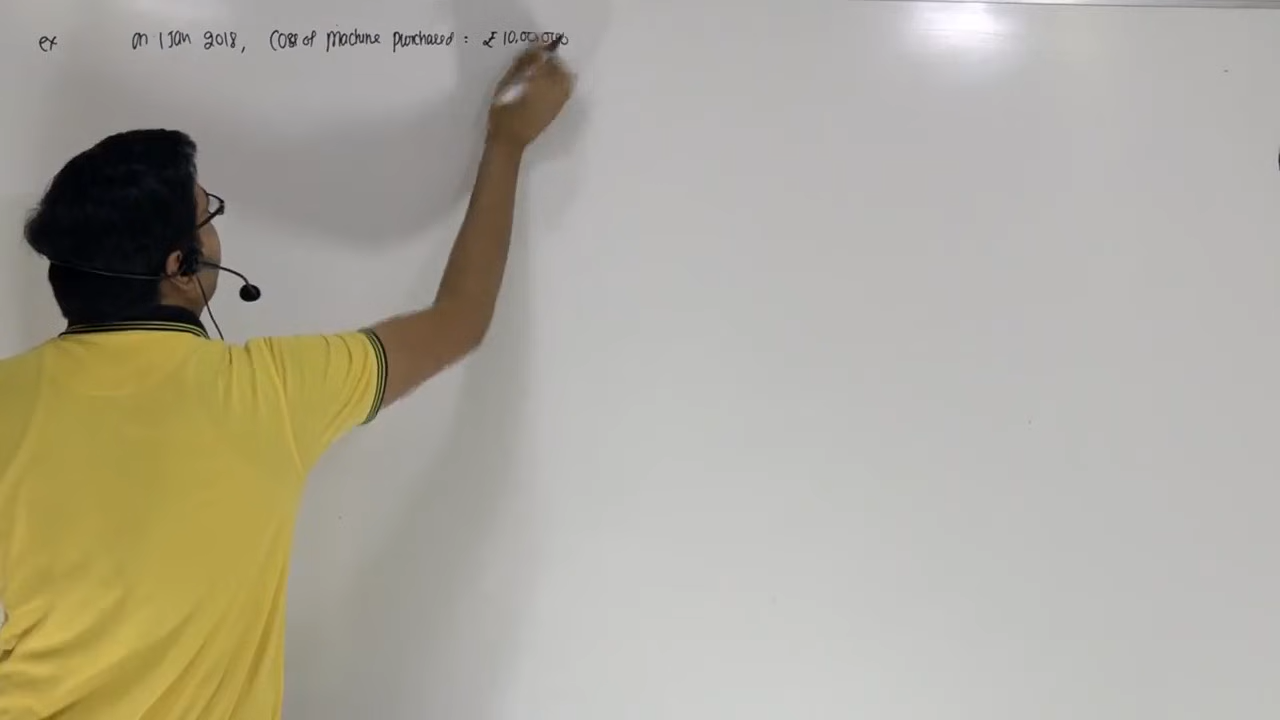 ex on 1 Jan 2018, Cost of Machine purchased : ₹ 10,00,000